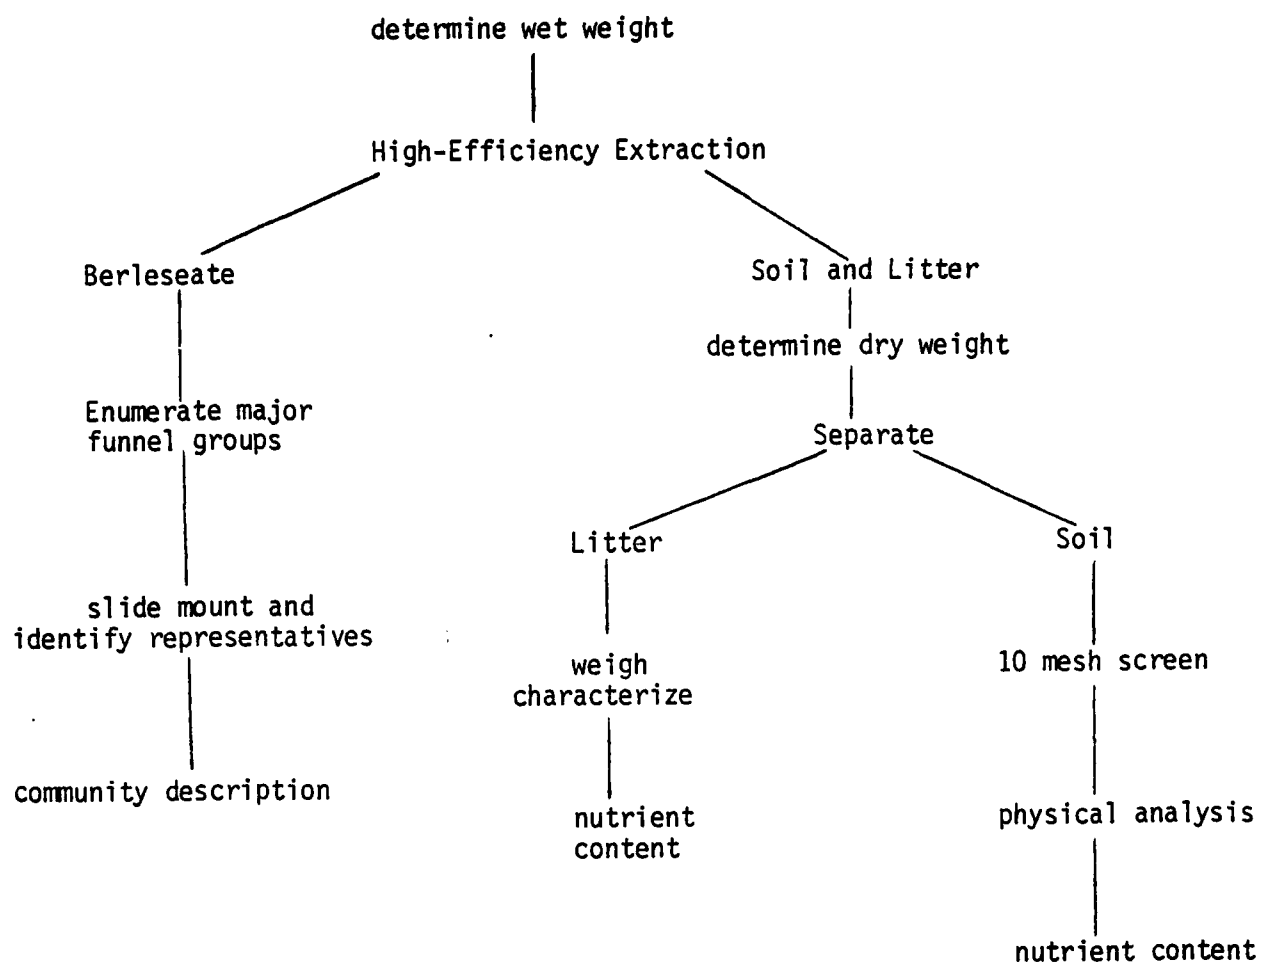 determine wet weight
High-Efficiency Extraction
Berleseate
Soil and Litter
determine dry weight
Enumerate major
funnel groups
Separate
Litter
Soil
slide mount and
identify representatives
weigh
characterize
10 mesh screen
community description
nutrient
content
physical analysis
nutrient content